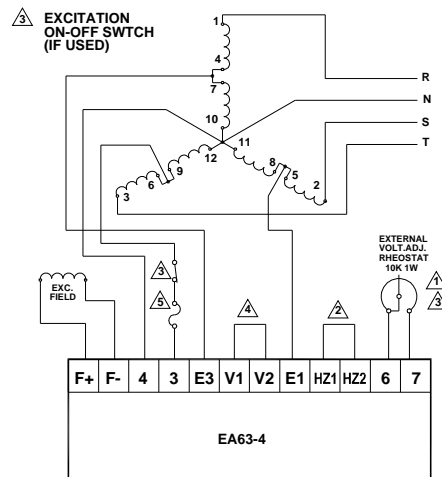 3 EXCITATION
ON-OFF SWTCH
(IF USED)
1
R
4
7
N
10
S
12 11
T
9 8
6 5
3 2
EXTERNAL
VOLT.ADJ.
RHEOSTAT
10K 1W
3
1
EXC.
FIELD
5 4 2
3
F+ F- 4 3 E3 V1 V2 E1 HZ1 HZ2 6 7
EA63-4